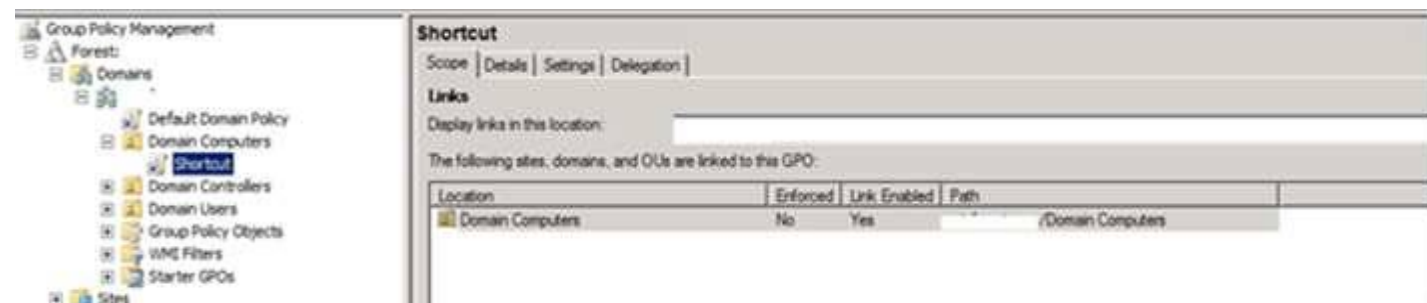 Group Policy Management
Forest:
Domains
Default Domain Policy
Domain Computers
Shortcut
Domain Controllers
Domain Users
Group Policy Objects
WMI Filters
Starter GPOs
Sites
Shortcut
Scope Details Settings Delegation
Links
Display links in this location:
The following sites, domains, and OUs are linked to this GPO:
Location Enforced Link Enabled Path
Domain Computers No Yes /Domain Computers